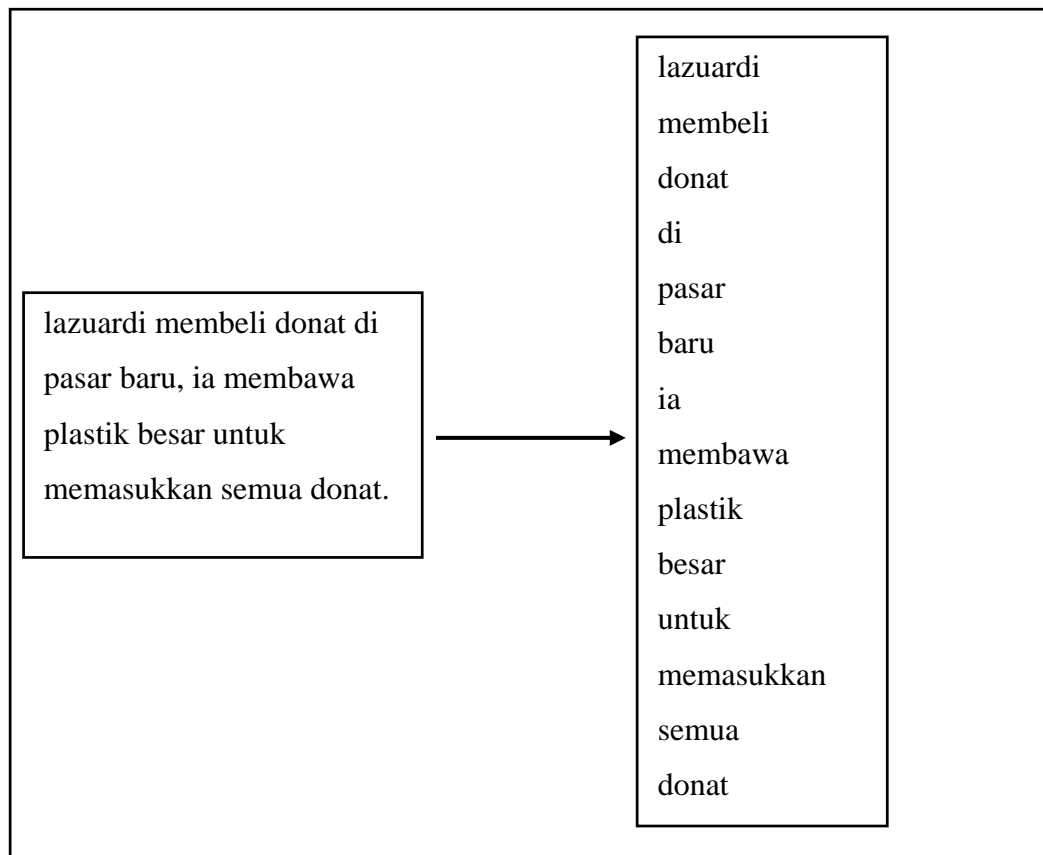 lazuardi membeli donat di
pasar baru, ia membawa
plastik besar untuk
memasukkan semua donat.
lazuardi
membeli
donat
di
pasar
baru
ia
membawa
plastik
besar
untuk
memasukkan
semua
donat